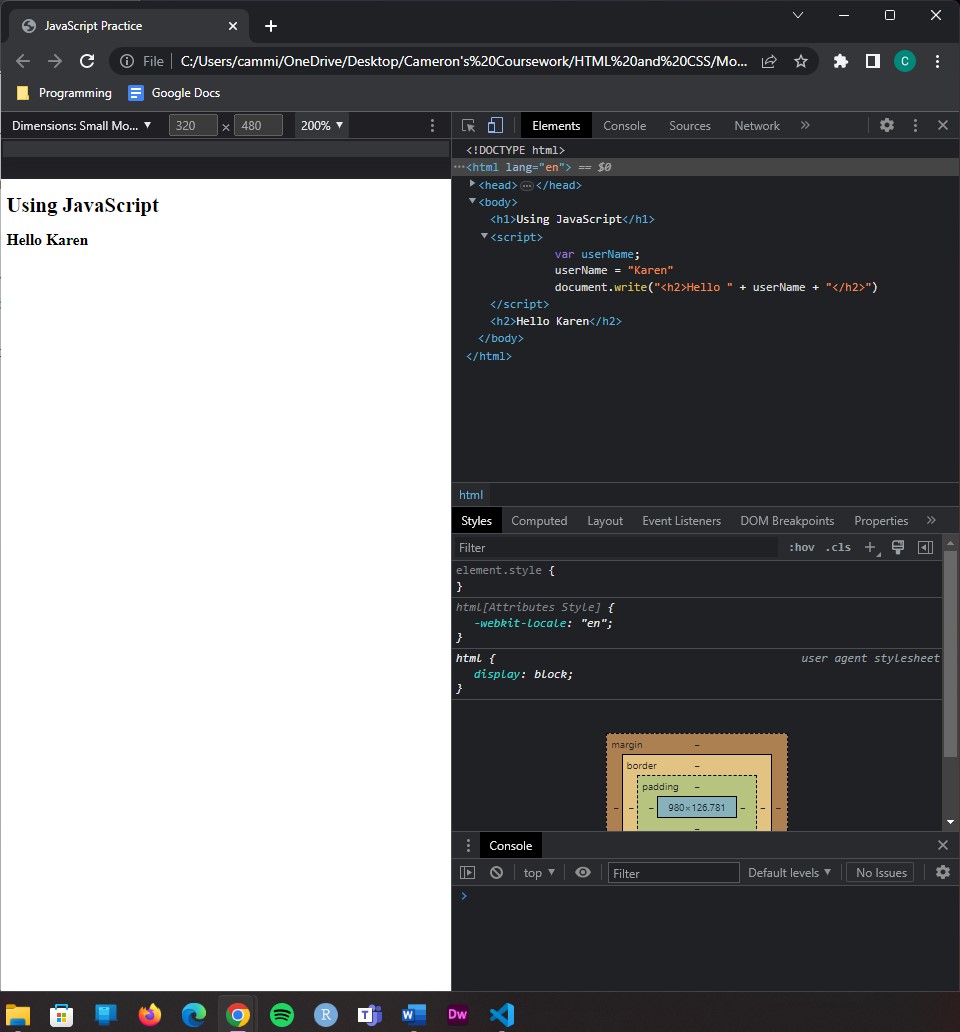 JavaScript Practice
File C:/Users/cammi/OneDrive/Desktop/Cameron's%20Coursework/HTML%20and%20CSS/Mo... C
Programming Google Docs
Dimensions: Small Mo... ▼ 320 × 480 200% ▼
Elements Console Sources Network »
Using JavaScript
Hello Karen
<!DOCTYPE html>
···<html lang="en"> == $0
<head>···</head>
<body>
<h1>Using JavaScript</h1>
<script>
var userName;
userName = "Karen"
document.write("<h2>Hello " + userName + "</h2>")
</script>
<h2>Hello Karen</h2>
</body>
</html>
html
Styles Computed Layout Event Listeners DOM Breakpoints Properties »
Filter :hov .cls +
element.style {
}
html[Attributes Style] {
-webkit-locale: "en";
}
html { user agent stylesheet
display: block;
}
margin –
border –
padding –
– – – 980×126.781 – – –
–
Console
top ▼ Filter Default levels ▼ No Issues
>
R W Dw